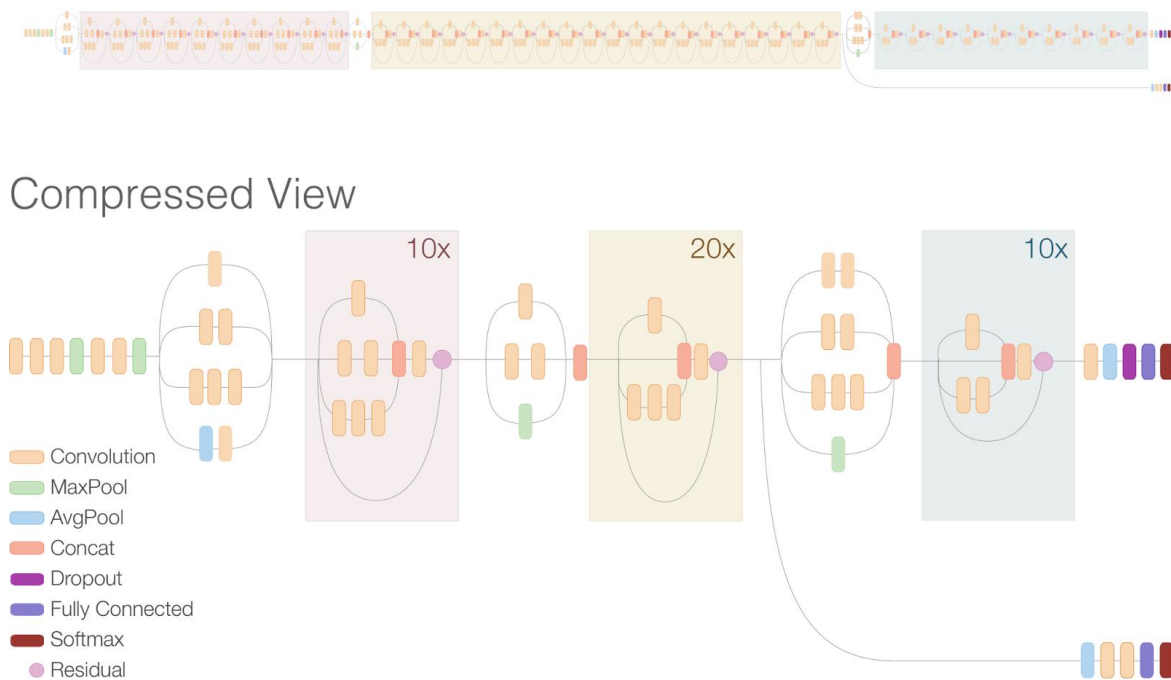 Compressed View
10x
20x
10x
Convolution
MaxPool
AvgPool
Concat
Dropout
Fully Connected
Softmax
Residual